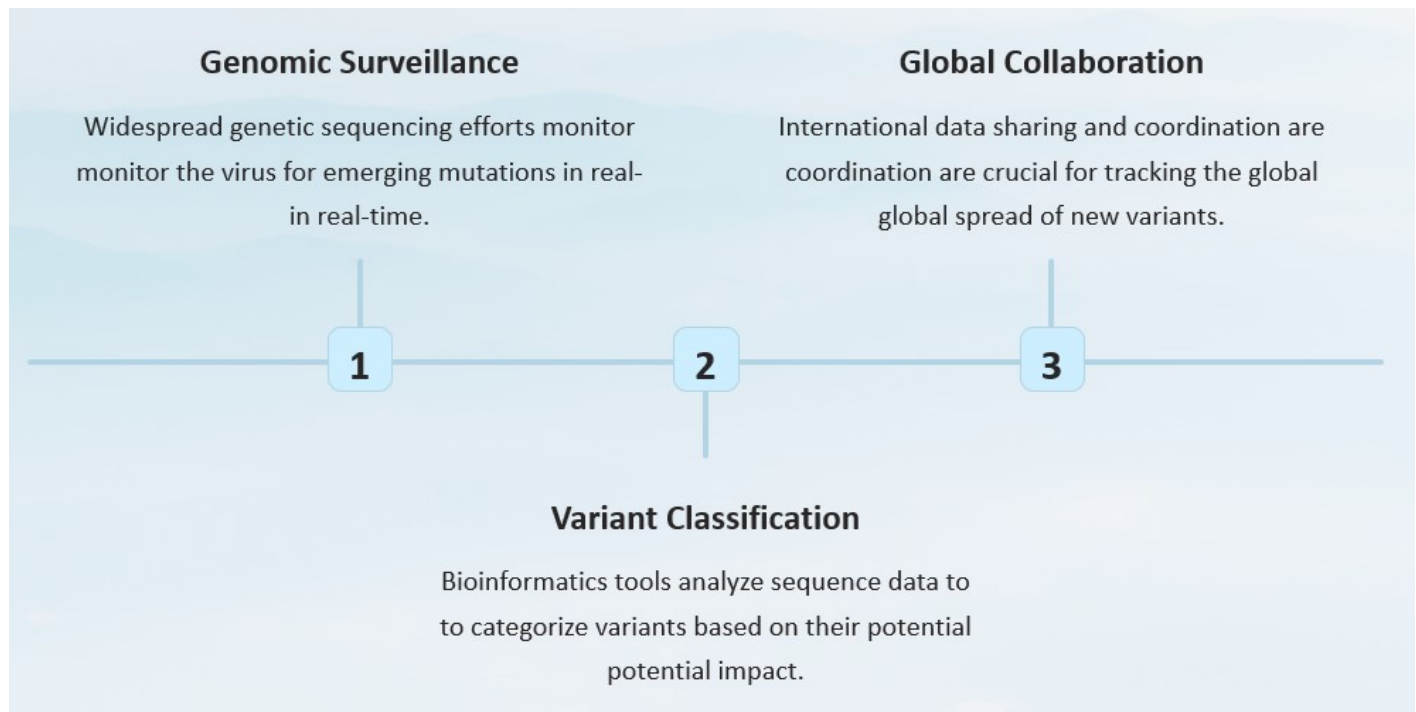 Genomic Surveillance
Widespread genetic sequencing efforts monitor
monitor the virus for emerging mutations in real-
in real-time.
Global Collaboration
International data sharing and coordination are
coordination are crucial for tracking the global
global spread of new variants.
1
2
3
Variant Classification
Bioinformatics tools analyze sequence data to
to categorize variants based on their potential
potential impact.